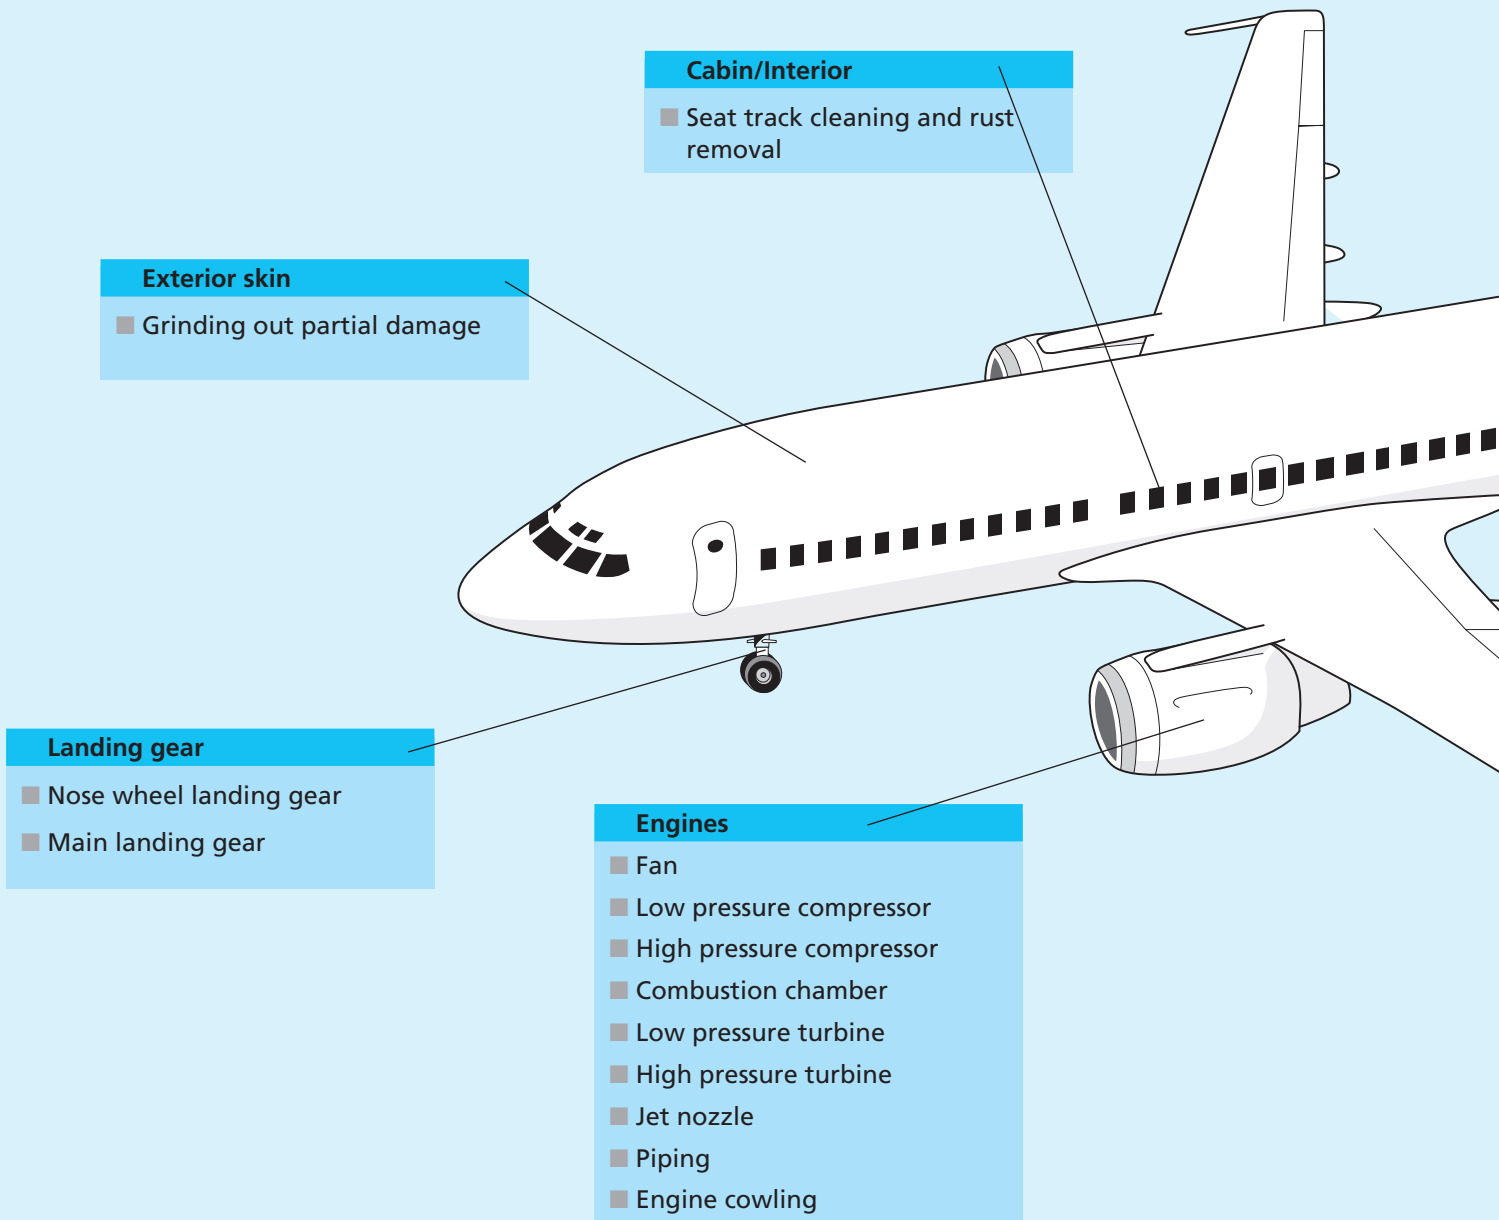 Cabin/Interior
Seat track cleaning and rust
removal
Exterior skin
Grinding out partial damage
Landing gear
Nose wheel landing gear
Main landing gear
Engines
Fan
Low pressure compressor
High pressure compressor
Combustion chamber
Low pressure turbine
High pressure turbine
Jet nozzle
Piping
Engine cowling